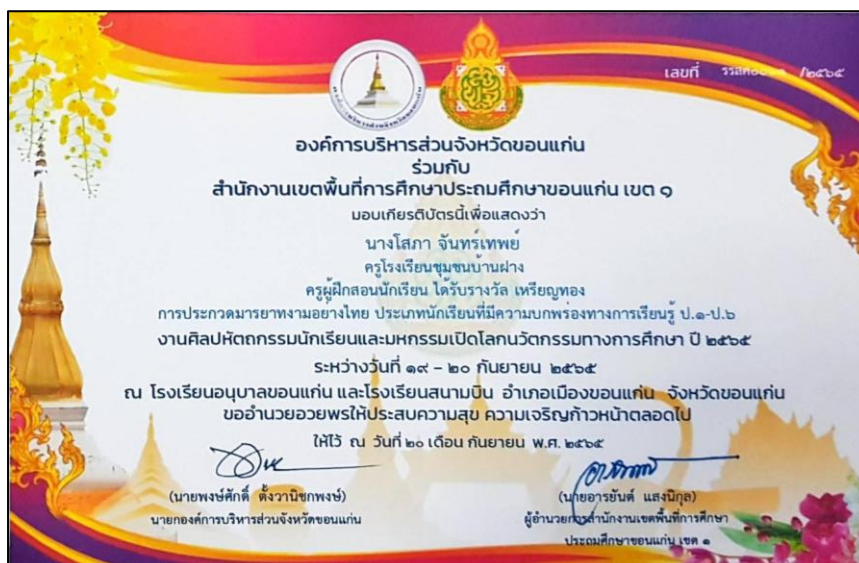 เลขที่ /๒๕๖๕
องค์การบริหารส่วนจังหวัดขอนแก่น
ร่วมกับ
สำนักงานเขตพื้นที่การศึกษาประถมศึกษาขอนแก่น เขต ๑
มอบเกียรติบัตรนี้เพื่อแสดงว่า
นางโสภา จันทร์เทพย์
ครูโรงเรียนชุมชนบ้านฝาง
ครูผู้ฝึกสอนนักเรียน ได้รับรางวัล เหรียญทอง
การประกวดมารยาทงามอย่างไทย ประเภทนักเรียนที่มีความบกพร่องทางการเรียนรู้ ป.๑-ป.๖
งานศิลปหัตถกรรมนักเรียนและมหกรรมเปิดโลกนวัตกรรมทางการศึกษา ปี ๒๕๖๕
ระหว่างวันที่ ๑๙ - ๒๐ กันยายน ๒๕๖๕
ณ โรงเรียนอนุบาลขอนแก่น และโรงเรียนสนามบิน อำเภอเมืองขอนแก่น จังหวัดขอนแก่น
ขออำนวยอวยพรให้ประสบความสุข ความเจริญก้าวหน้าตลอดไป
ให้ไว้ ณ วันที่ ๒๐ เดือน กันยายน พ.ศ. ๒๕๖๕
(นายพงษ์ศักดิ์ ตั้งวานิชกพงษ์)
นายกองค์การบริหารส่วนจังหวัดขอนแก่น
(นายอารยันต์ แสงนิกุล)
ผู้อำนวยการสำนักงานเขตพื้นที่การศึกษา
ประถมศึกษาขอนแก่น เขต ๑